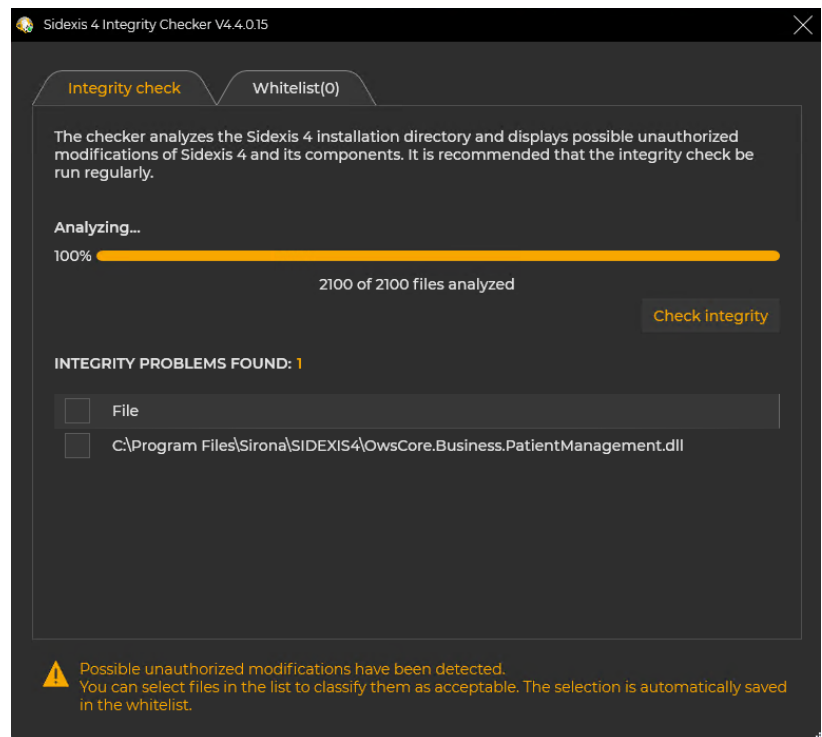 Sidexis 4 Integrity Checker V4.4.0.15
Integrity check
Whitelist(0)
The checker analyzes the Sidexis 4 installation directory and displays possible unauthorized
modifications of Sidexis 4 and its components. It is recommended that the integrity check be
run regularly.
Analyzing...
100%
2100 of 2100 files analyzed
Check integrity
INTEGRITY PROBLEMS FOUND: 1
File
C:\Program Files\Sirona\SIDEXIS4\OwsCore.Business.PatientManagement.dll
Possible unauthorized modifications have been detected.
You can select files in the list to classify them as acceptable. The selection is automatically saved
in the whitelist.